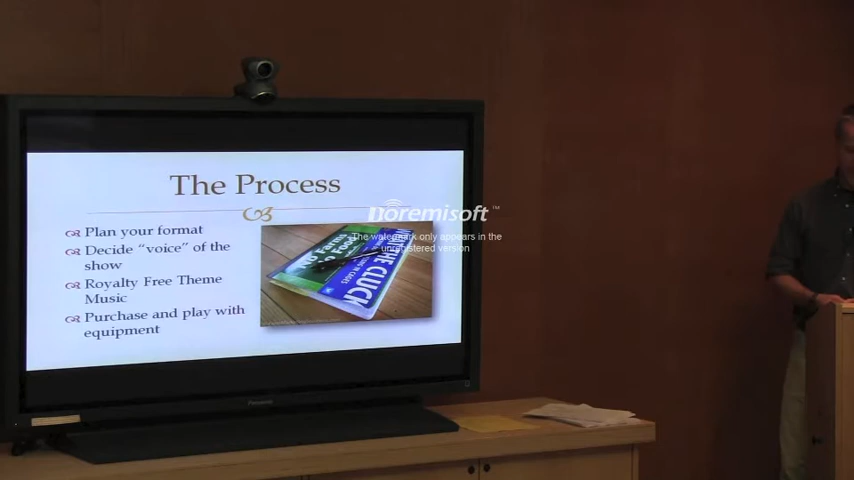 The Process
Plan your format
Decide "voice" of the
show
Royalty Free Theme
Music
Purchase and play with
equipment
THE CLUCK
doremisoft™
The watermark only appears in the
unregistered version
Panasonic